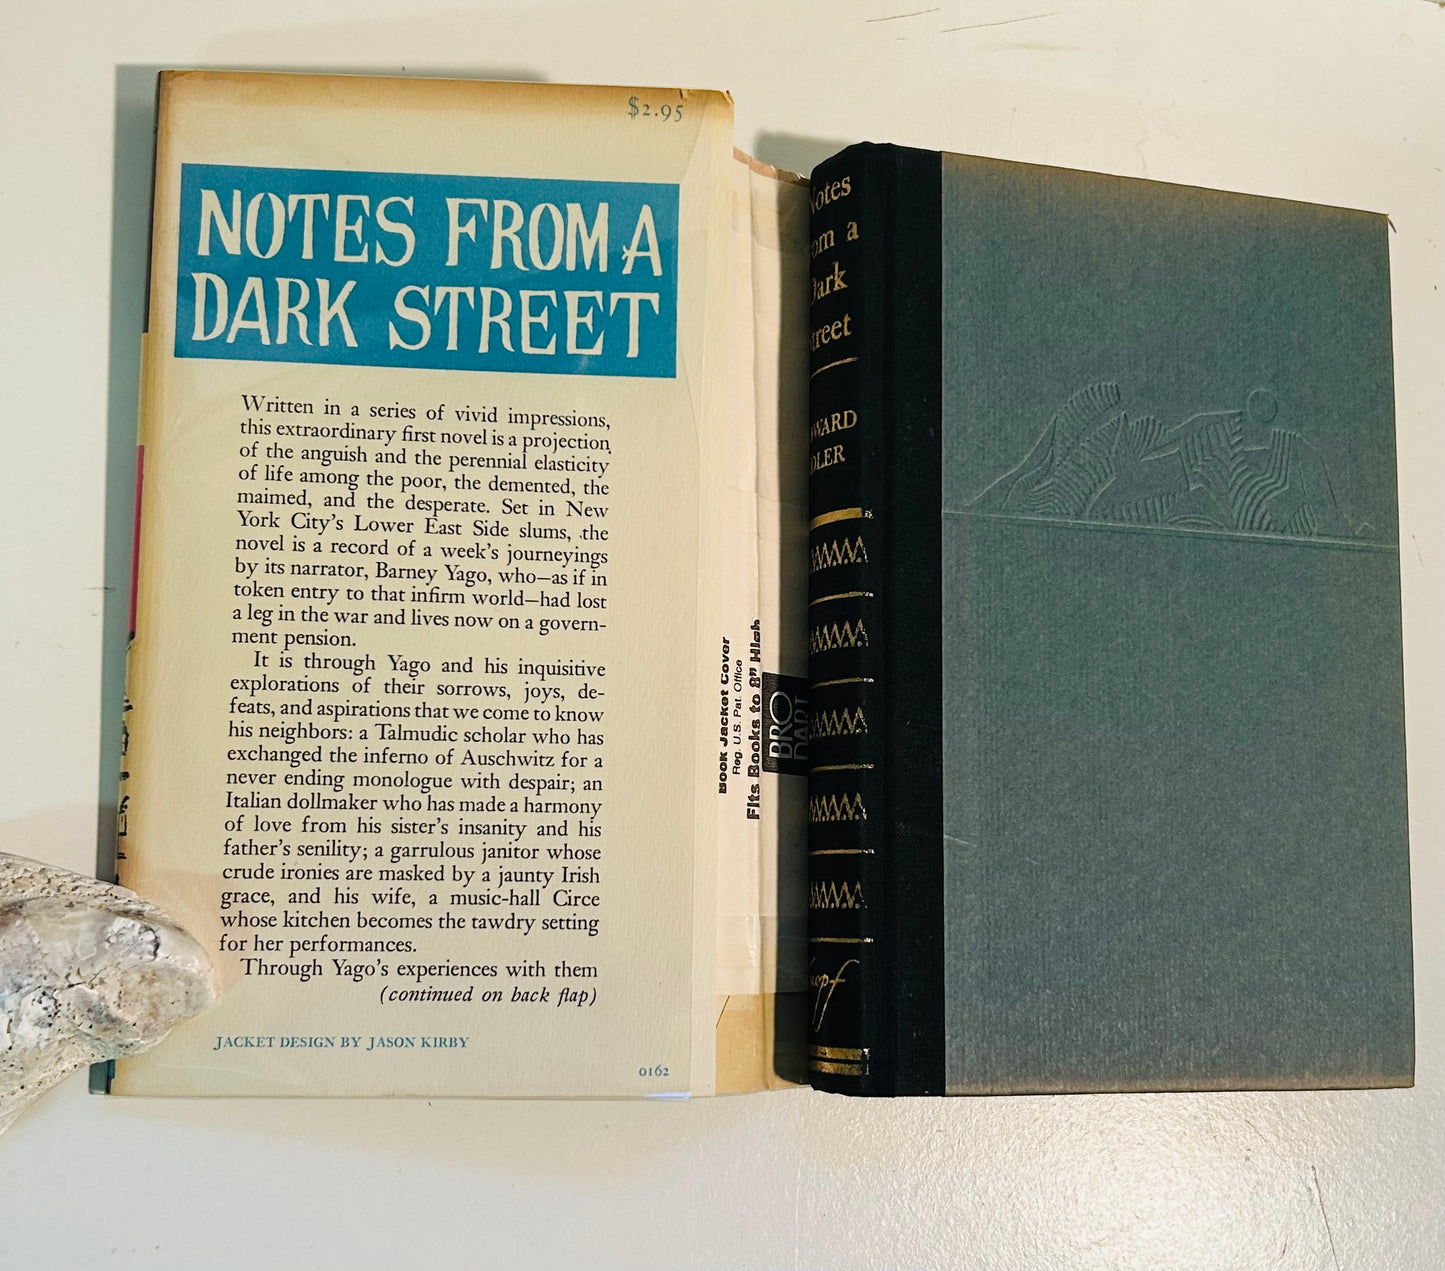 $2.95
NOTES FROM A
DARK STREET
Written in a series of vivid impressions,
this extraordinary first novel is a projection
of the anguish and the perennial elasticity
of life among the poor, the demented, the
maimed, and the desperate. Set in New
York City's Lower East Side slums, the
novel is a record of a week's journeyings
by its narrator, Barney Yago, who—as if in
token entry to that infirm world—had lost
a leg in the war and lives now on a govern-
ment pension.
It is through Yago and his inquisitive
explorations of their sorrows, joys, de-
feats, and aspirations that we come to know
his neighbors: a Talmudic scholar who has
exchanged the inferno of Auschwitz for a
never ending monologue with despair; an
Italian dollmaker who has made a harmony
of love from his sister's insanity and his
father's senility; a garrulous janitor whose
crude ironies are masked by a jaunty Irish
grace, and his wife, a music-hall Circe
whose kitchen becomes the tawdry setting
for her performances.
Through Yago's experiences with them
(continued on back flap)
JACKET DESIGN BY JASON KIRBY
0162
Book Jacket Cover
Reg. U.S. Pat. Office
Fits Books to 8" High
BRO
DART
Notes
om a
Dark
treet
WARD
DLER
nopf